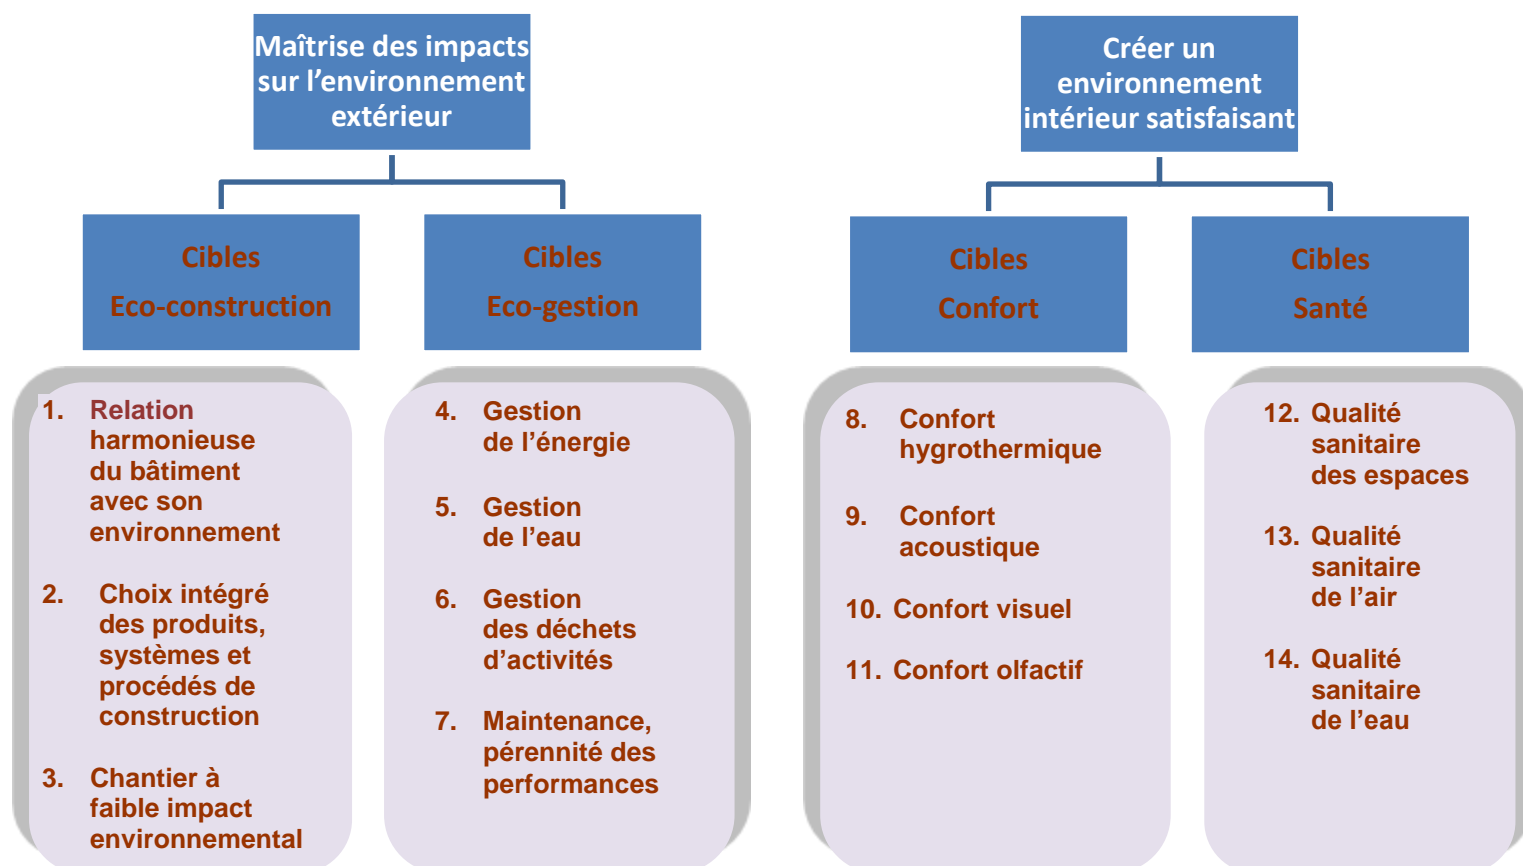 Maîtrise des impacts
sur l’environnement
extérieur
Cibles
Eco-construction
1. Relation
harmonieuse
du bâtiment
avec son
environnement
2. Choix intégré
des produits,
systèmes et
procédés de
construction
3. Chantier à
faible impact
environnemental
Cibles
Eco-gestion
4. Gestion
de l’énergie
5. Gestion
de l’eau
6. Gestion
des déchets
d’activités
7. Maintenance,
pérennité des
performances
Créer un
environnement
intérieur satisfaisant
Cibles
Confort
8. Confort
hygrothermique
9. Confort
acoustique
10. Confort visuel
11. Confort olfactif
Cibles
Santé
12. Qualité
sanitaire
des espaces
13. Qualité
sanitaire
de l’air
14. Qualité
sanitaire
de l’eau